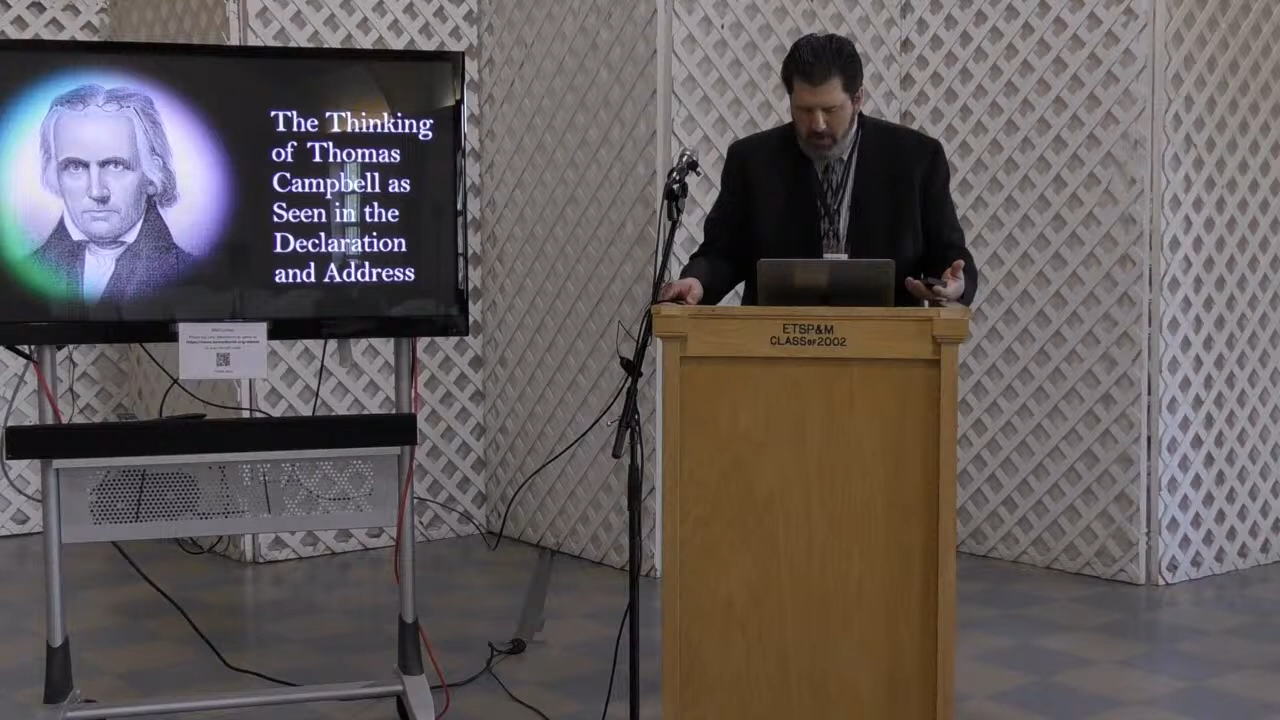 The Thinking
of Thomas
Campbell as
Seen in the
Declaration
and Address
ETSP&M
CLASS OF 2002